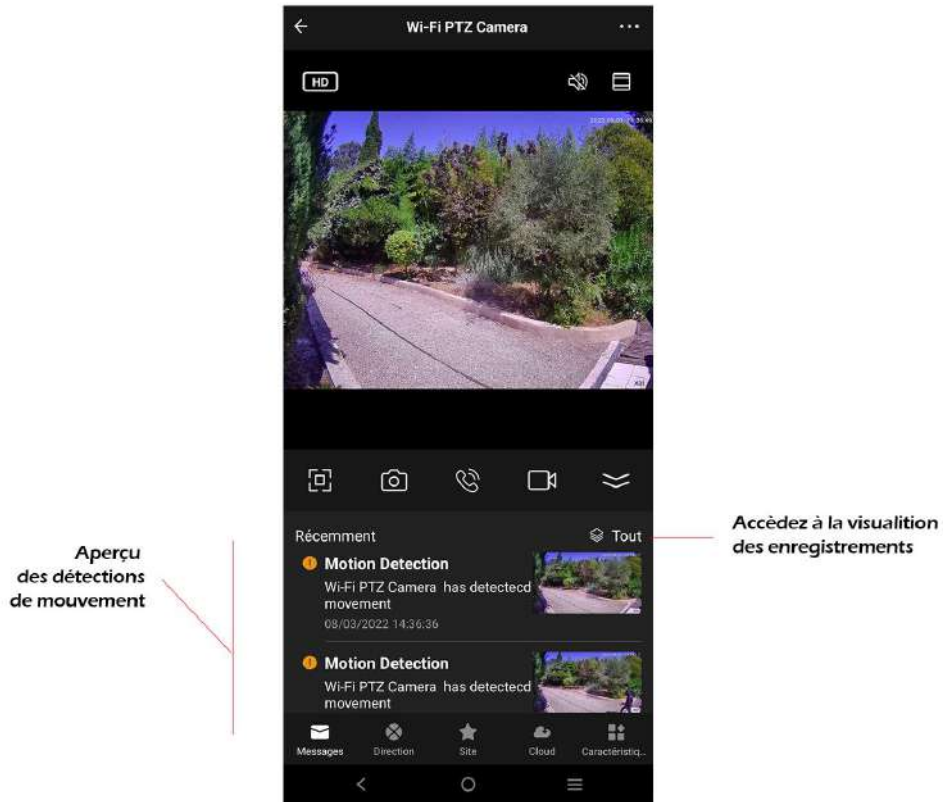 Wi-Fi PTZ Camera
HD
Récemment
Tout
Motion Detection
Wi-Fi PTZ Camera has detectecd
movement
08/03/2022 14:36:36
Motion Detection
Wi-Fi PTZ Camera has detectecd
movement
Messages
Direction
Site
Cloud
Caractéristiq...
Aperçu
des détections
de mouvement
Accèdez à la visualition
des enregistrements